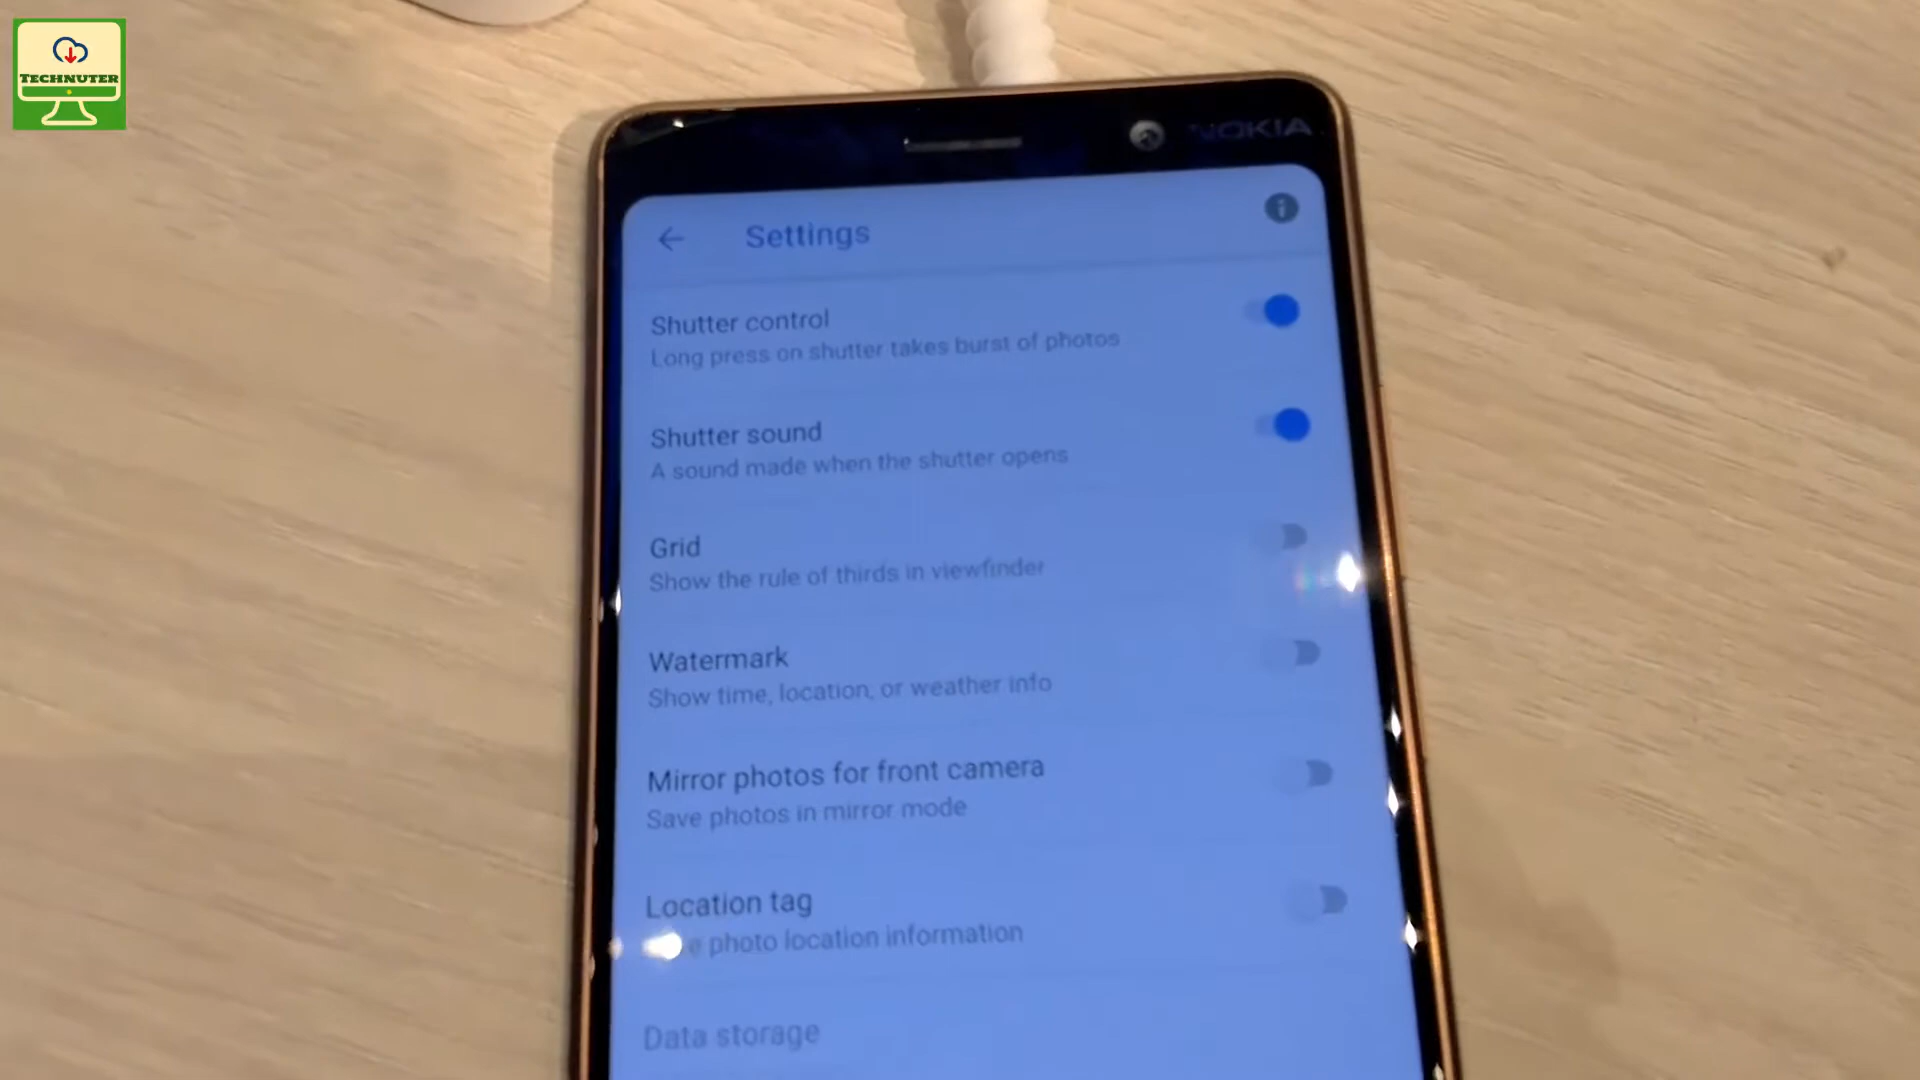 TECHNUTER
NOKIA
Settings
Shutter control
Long press on shutter takes burst of photos
Shutter sound
A sound made when the shutter opens
Grid
Show the rule of thirds in viewfinder
Watermark
Show time, location, or weather info
Mirror photos for front camera
Save photos in mirror mode
Location tag
photo location information
Data storage